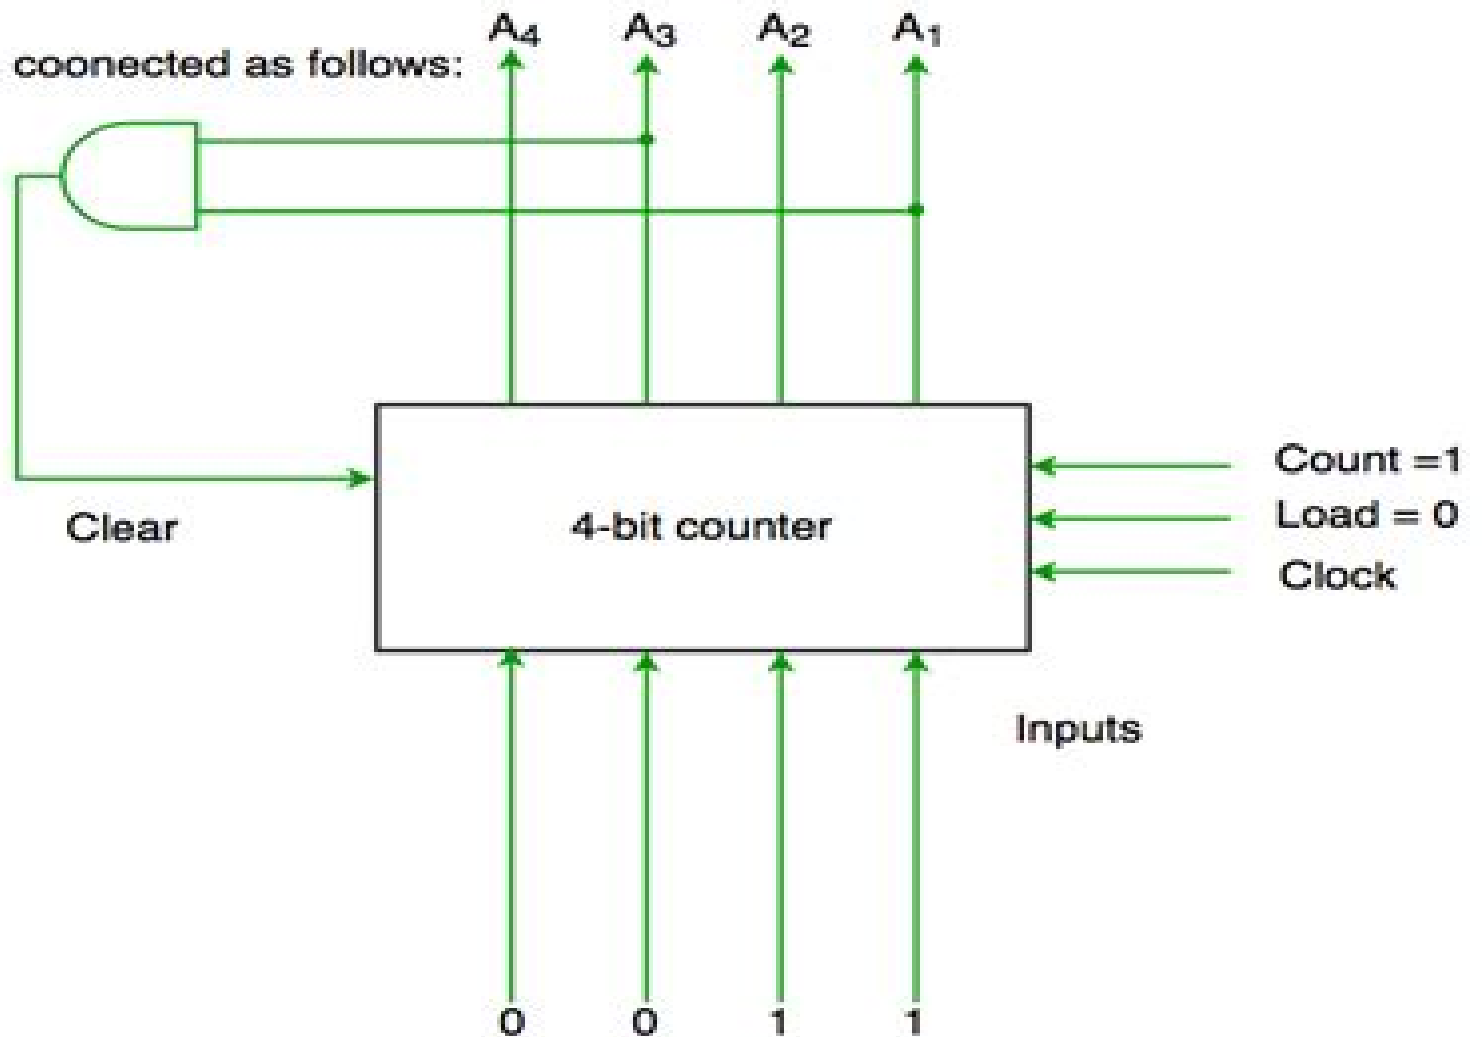 A4 A3 A2 A1
coonected as follows:
Count =1
Load = 0
Clear
4-bit counter
Clock
Inputs
0 0 1 1